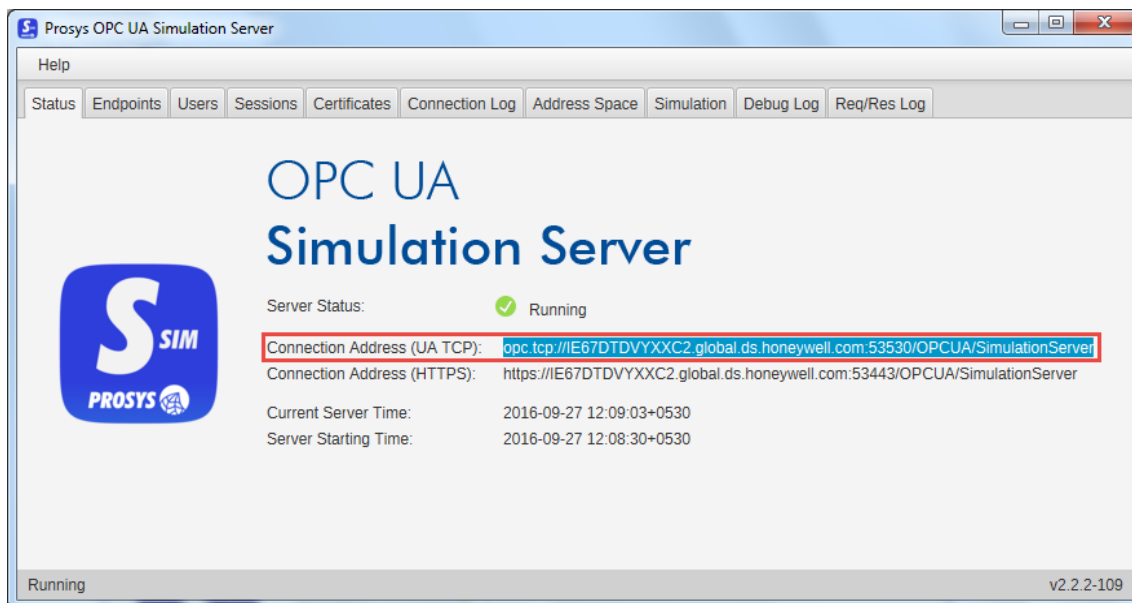 Prosys OPC UA Simulation Server
Help
Status Endpoints Users Sessions Certificates Connection Log Address Space Simulation Debug Log Req/Res Log
OPC UA
Simulation Server
S SIM
PROSYS
Server Status: Running
Connection Address (UA TCP): opc.tcp://IE67DTDVYXXC2.global.ds.honeywell.com:53530/OPCUA/SimulationServer
Connection Address (HTTPS): https://IE67DTDVYXXC2.global.ds.honeywell.com:53443/OPCUA/SimulationServer
Current Server Time: 2016-09-27 12:09:03+0530
Server Starting Time: 2016-09-27 12:08:30+0530
Running v2.2.2-109